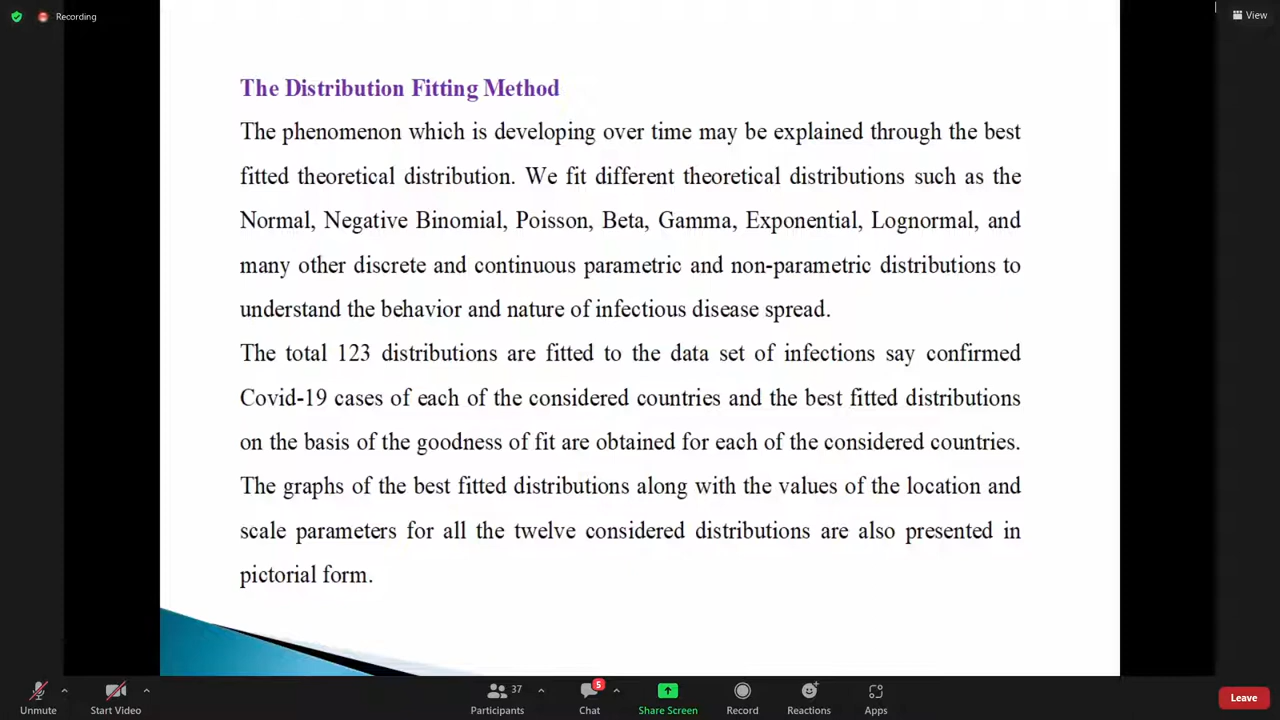 Recording
View
The Distribution Fitting Method
The phenomenon which is developing over time may be explained through the best
fitted theoretical distribution. We fit different theoretical distributions such as the
Normal, Negative Binomial, Poisson, Beta, Gamma, Exponential, Lognormal, and
many other discrete and continuous parametric and non-parametric distributions to
understand the behavior and nature of infectious disease spread.
The total 123 distributions are fitted to the data set of infections say confirmed
Covid-19 cases of each of the considered countries and the best fitted distributions
on the basis of the goodness of fit are obtained for each of the considered countries.
The graphs of the best fitted distributions along with the values of the location and
scale parameters for all the twelve considered distributions are also presented in
pictorial form.
37
5
Unmute
Start Video
Participants
Chat
Share Screen
Record
Reactions
Apps
Leave